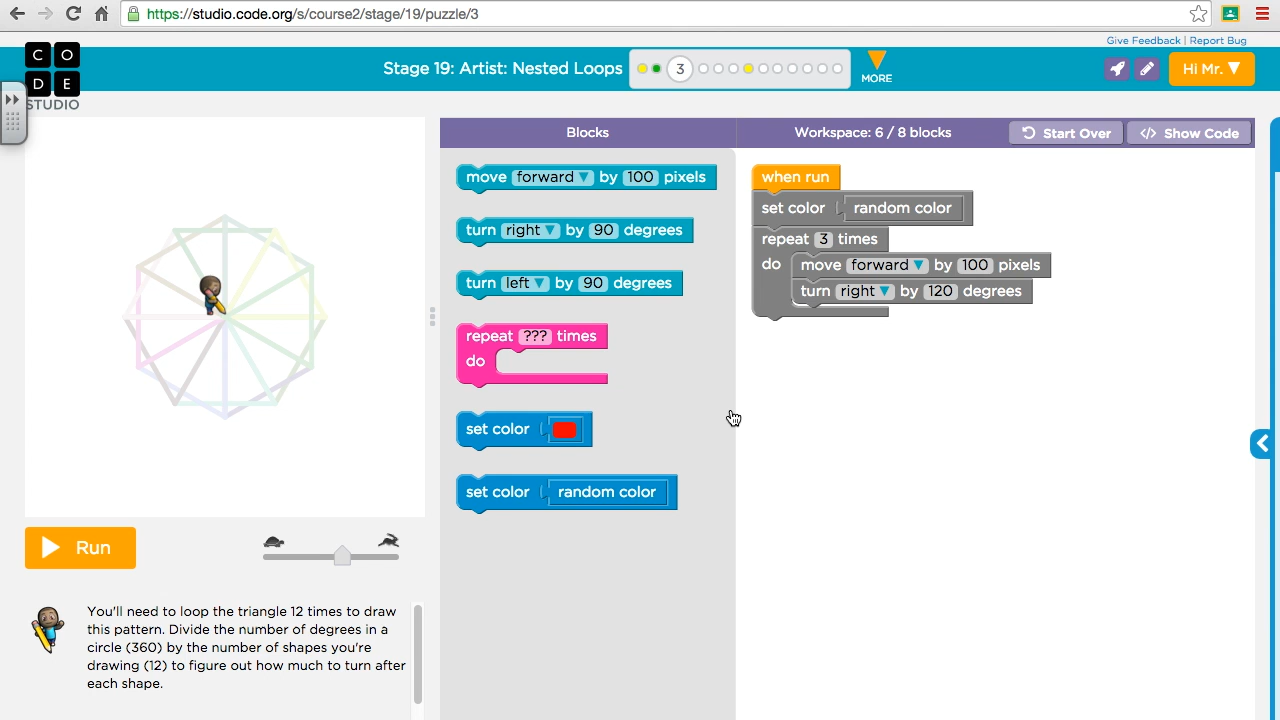 https://studio.code.org/s/course2/stage/19/puzzle/3
Give Feedback | Report Bug
C O
D E
STUDIO
Stage 19: Artist: Nested Loops
3
MORE
Hi Mr. ▼
Blocks
Workspace: 6 / 8 blocks
Start Over
</> Show Code
move forward▼ by 100 pixels
turn right▼ by 90 degrees
turn left▼ by 90 degrees
repeat ??? times
do
set color
set color random color
when run
set color random color
repeat 3 times
do move forward▼ by 100 pixels
turn right▼ by 120 degrees
Run
You'll need to loop the triangle 12 times to draw
this pattern. Divide the number of degrees in a
circle (360) by the number of shapes you're
drawing (12) to figure out how much to turn after
each shape.